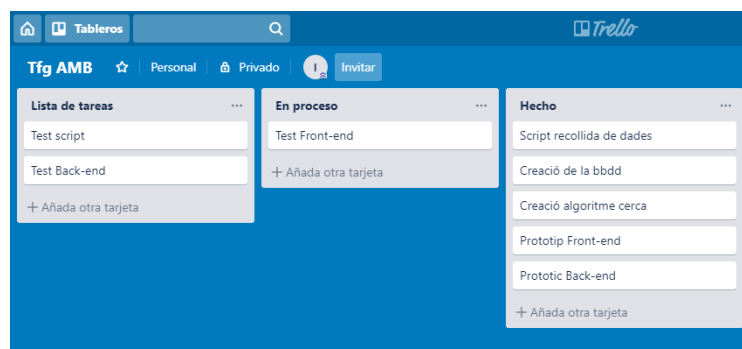 Tableros
Trello
Tfg AMB
Personal
Privado
I
Invitar
Lista de tareas
Test script
Test Back-end
+ Añada otra tarjeta
En proceso
Test Front-end
+ Añada otra tarjeta
Hecho
Script recollida de dades
Creació de la bbdd
Creació algoritme cerca
Prototip Front-end
Prototic Back-end
+ Añada otra tarjeta